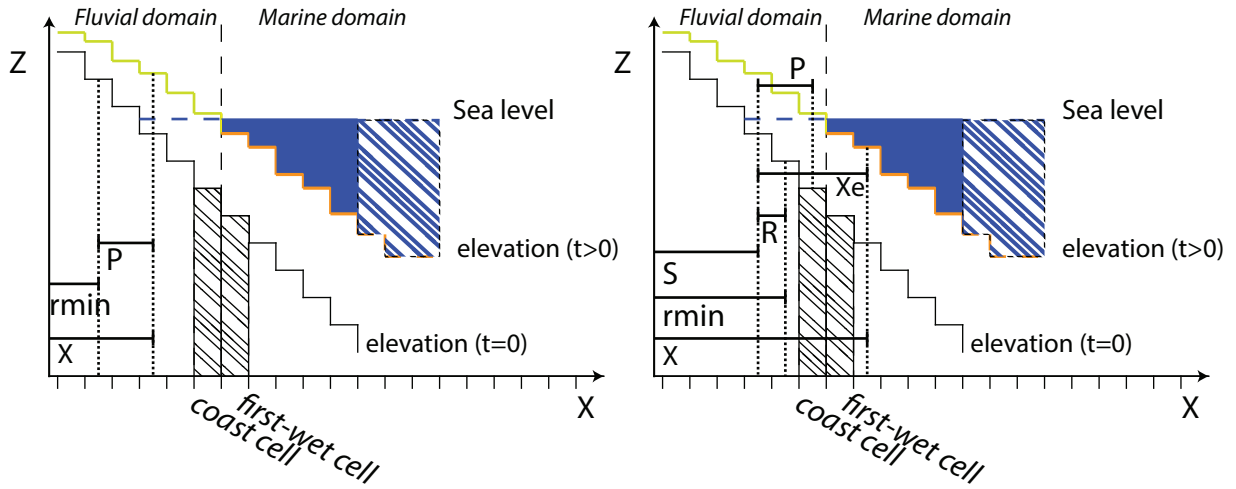 Fluvial domain
Marine domain
Z
Sea level
P
elevation (t>0)
rmin
X
elevation (t=0)
X
coast cell
first-wet cell
Fluvial domain
Marine domain
Z
P
Sea level
Xe
R
elevation (t>0)
S
rmin
X
elevation (t=0)
X
coast cell
first-wet cell